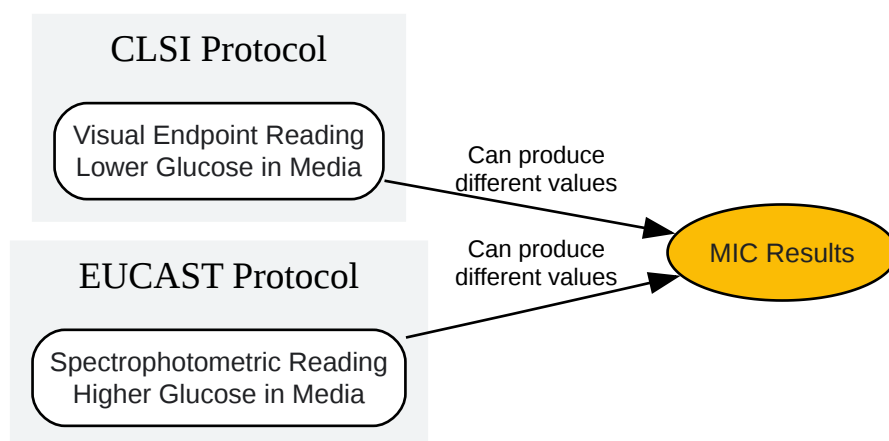 CLSI Protocol
Visual Endpoint Reading
Lower Glucose in Media
Can produce
different values
EUCAST Protocol
Spectrophotometric Reading
Higher Glucose in Media
Can produce
different values
MIC Results